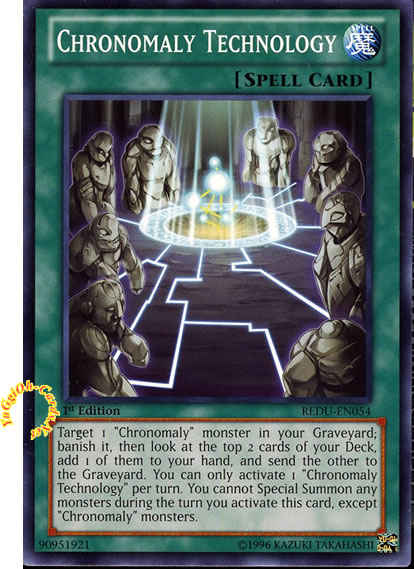 CHRONOMALY TECHNOLOGY
魔
[SPELL CARD]
1st Edition
REDU-EN054
Target 1 "Chronomaly" monster in your Graveyard;
banish it, then look at the top 2 cards of your Deck,
add 1 of them to your hand, and send the other to
the Graveyard. You can only activate 1 "Chronomaly
Technology" per turn. You cannot Special Summon any
monsters during the turn you activate this card, except
"Chronomaly" monsters.
90951921
©1996 KAZUKI TAKAHASHI
YuGgiOh-Cards.Net